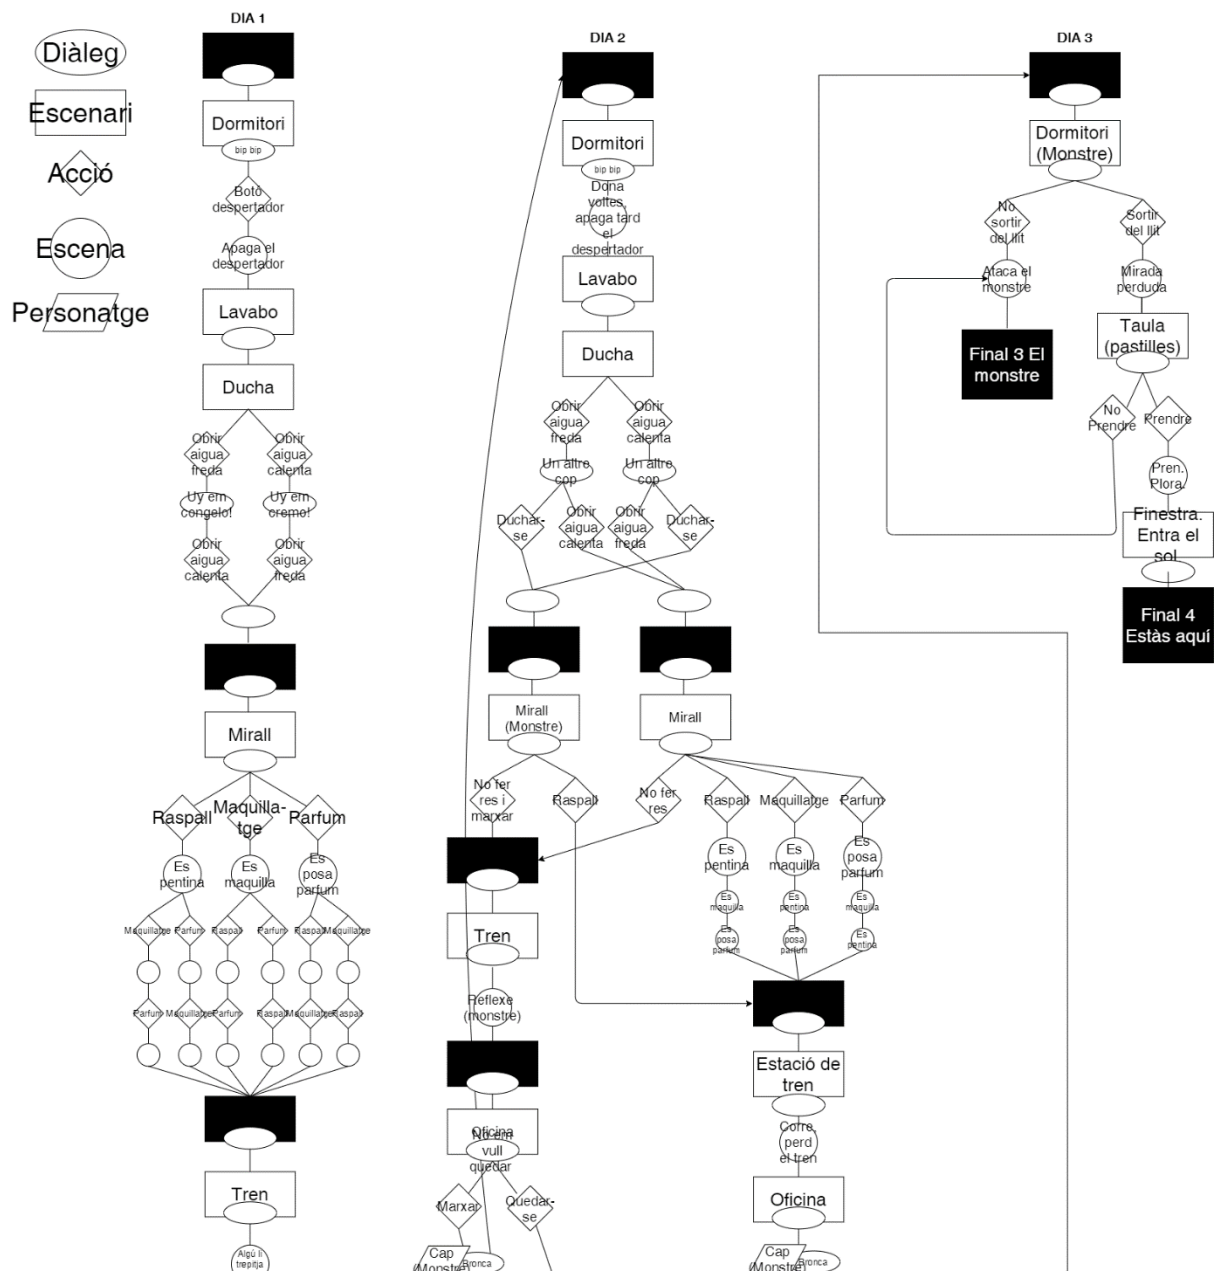 DIA 1
DIA 2
DIA 3
Diàleg
Escenari
Acció
Escena
Personatge
Dormitori
bip bip
Botó
despertador
Apaga el
despertador
Lavabo
Ducha
Obrir
aigua
freda
Obrir
aigua
calenta
Uy em
congelo!
Uy em
cremo!
Obrir
aigua
calenta
Obrir
aigua
freda
Mirall
Raspall
Maquilla-
tge
Parfum
Es
pentina
Es
maquilla
Es
posa
parfum
Maquillatge
Parfum
Raspall
Parfum
Raspall
Maquillatge
Parfum
Maquillatge
Parfum
Raspall
Maquillatge
Raspall
Tren
Algú li
trepitja
Dormitori
bip bip
Dona
voltes,
apaga tard
el
despertador
Lavabo
Ducha
Obrir
aigua
freda
Obrir
aigua
calenta
Un altre
cop
Un altre
cop
Duchar-
se
Obrir
aigua
calenta
Obrir
aigua
freda
Duchar-
se
Mirall
(Monstre)
Mirall
No fer
res i
marxar
Raspall
No fer
res
Raspall
Maquillatge
Parfum
Es
pentina
Es
maquilla
Es
posa
parfum
Es
maquilla
Es
pentina
Es
maquilla
Es
posa
parfum
Es
posa
parfum
Es
pentina
Tren
Reflexe
(monstre)
Oficina
No em
vull
quedar
Marxar
Quedar-
se
Cap
(Monstre)
Bronca
Estació de
tren
Corre,
perd
el tren
Oficina
Cap
(Monstre)
Bronca
Dormitori
(Monstre)
No
sortir
del llit
Sortir
del llit
Ataca el
monstre
Mirada
perduda
Final 3 El
monstre
Taula
(pastilles)
No
Prendre
Prendre
Pren.
Plora.
Finestra.
Entra el
sol
Final 4
Estàs aquí